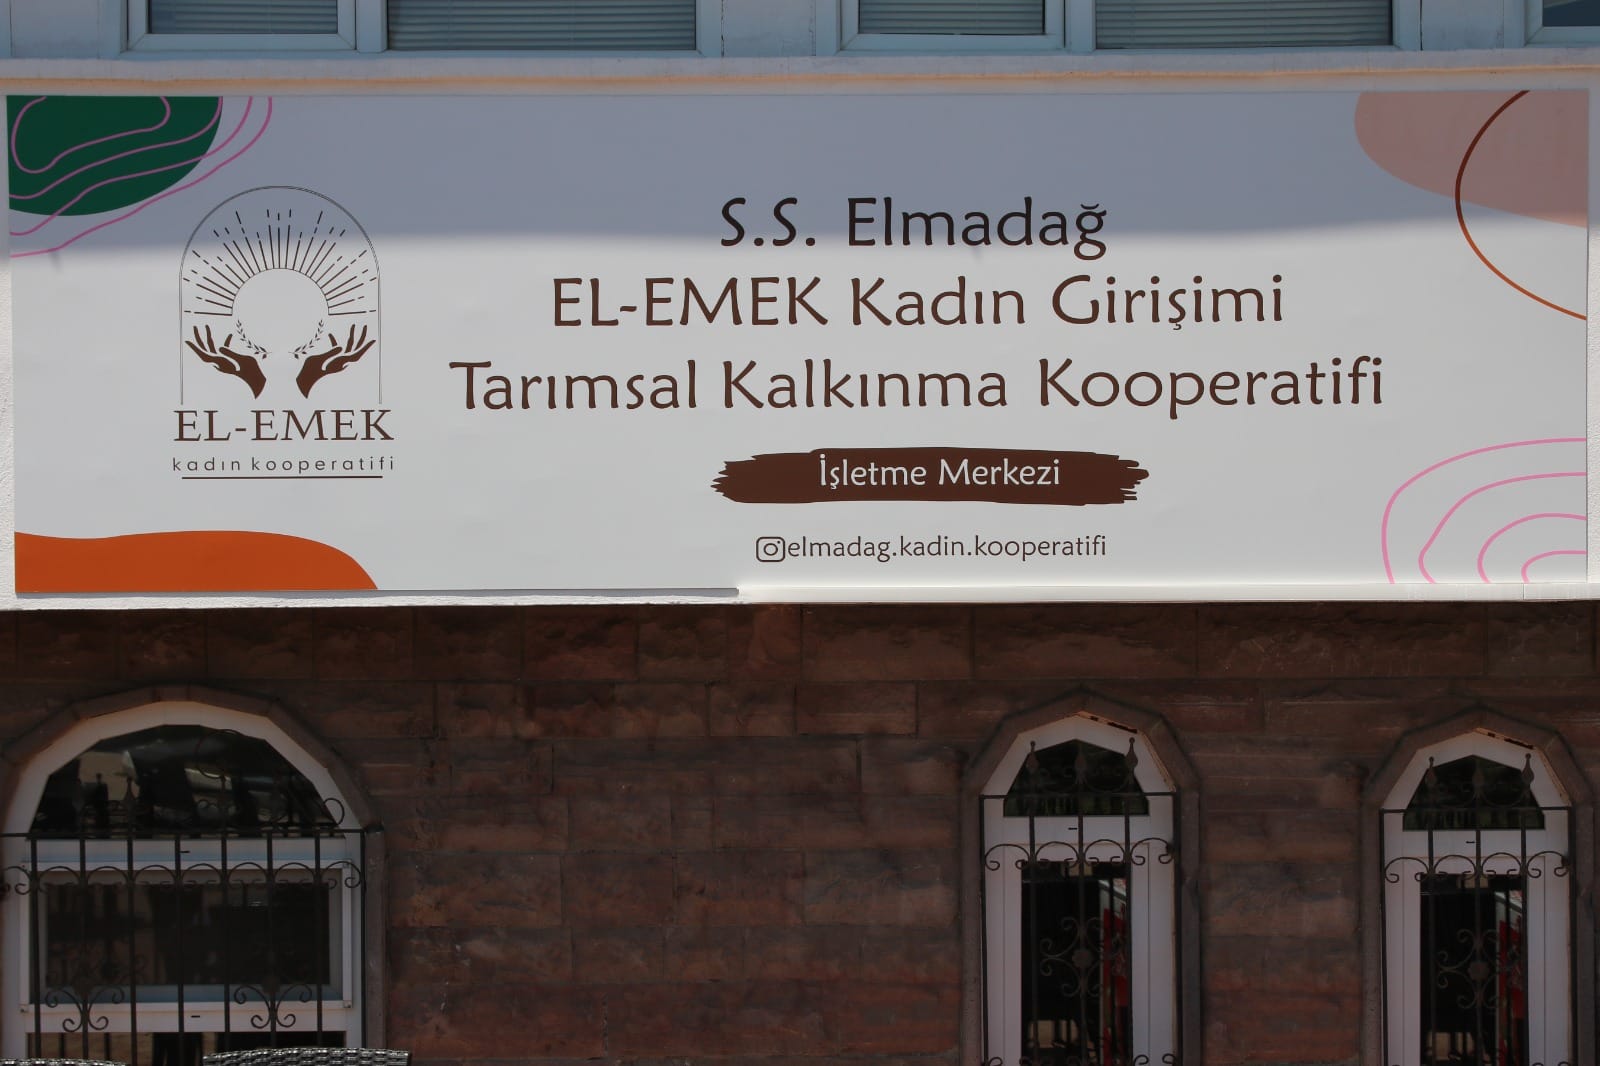 S.S. Elmadağ
EL-EMEK Kadın Girişimi
Tarımsal Kalkınma Kooperatifi
İşletme Merkezi
elmadag.kadin.kooperatifi
EL-EMEK
kadın kooperatifi